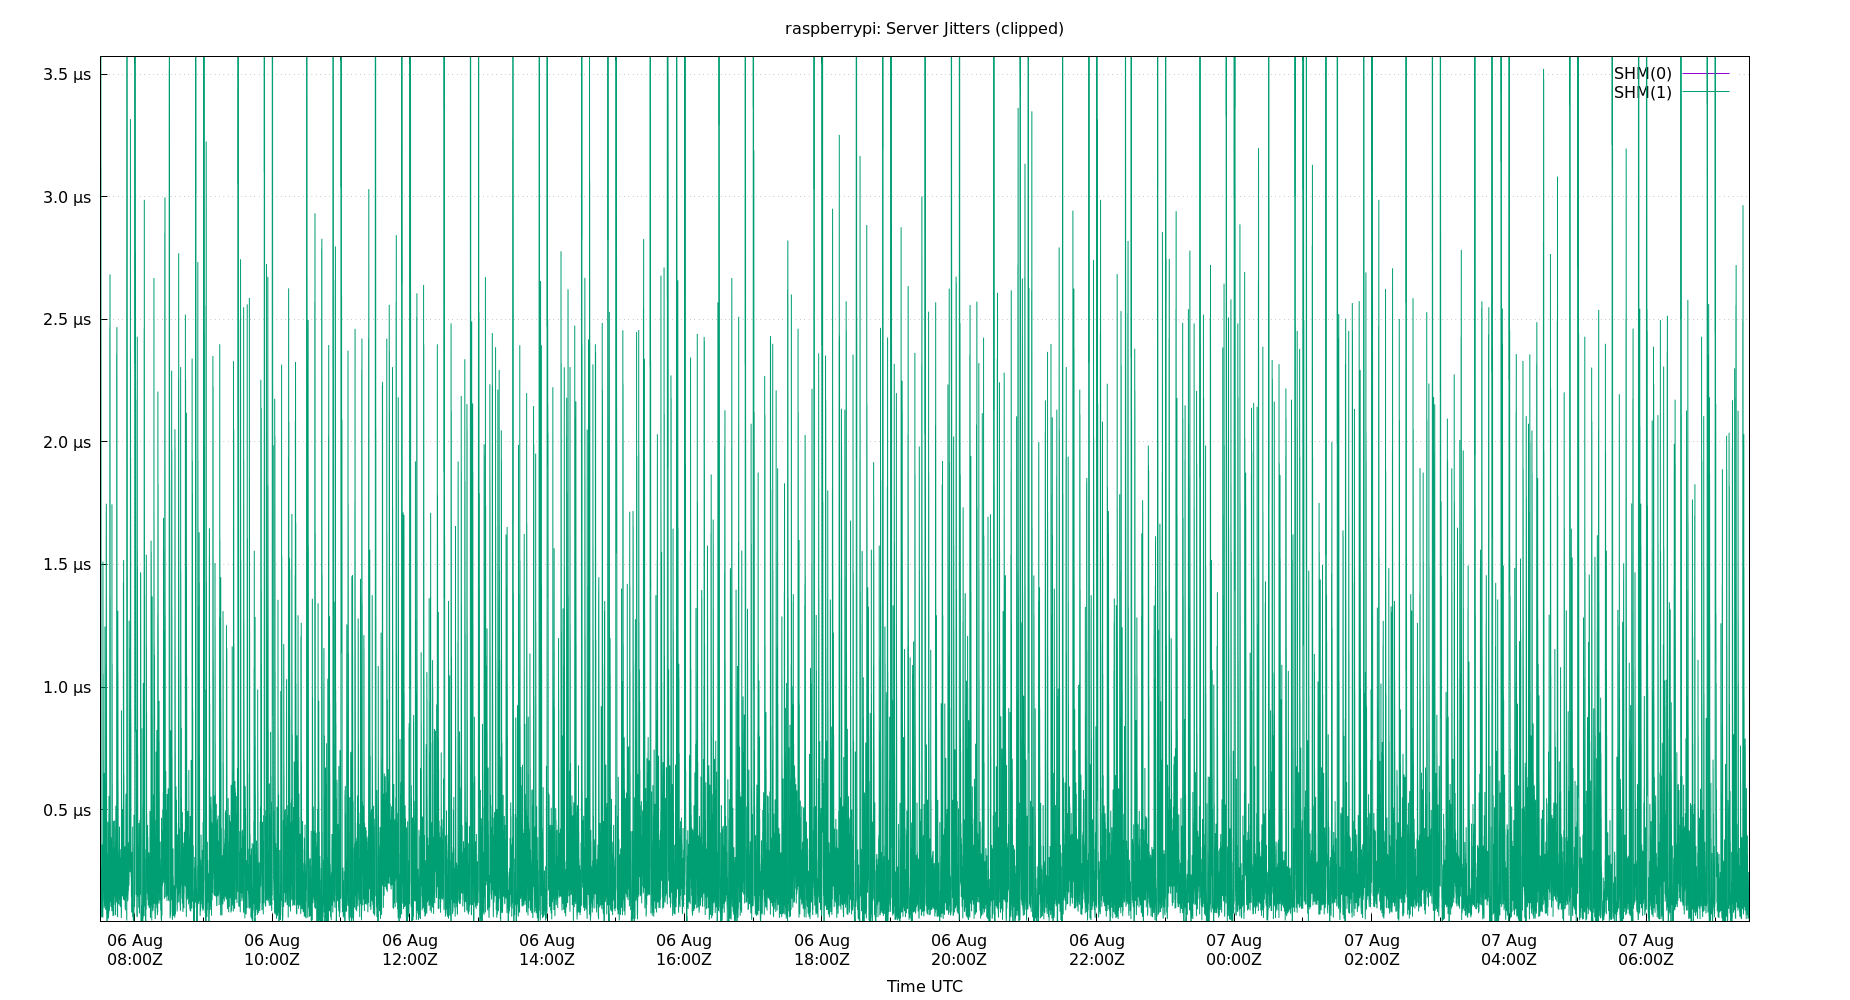 raspberrypi: Server Jitters (clipped)
3.5 µs
SHM(0)
SHM(1)
3.0 µs
2.5 µs
2.0 µs
1.5 µs
1.0 µs
0.5 µs
06 Aug 06 Aug 06 Aug 06 Aug 06 Aug 06 Aug 06 Aug 06 Aug 07 Aug 07 Aug 07 Aug 07 Aug
08:00Z 10:00Z 12:00Z 14:00Z 16:00Z 18:00Z 20:00Z 22:00Z 00:00Z 02:00Z 04:00Z 06:00Z
Time UTC